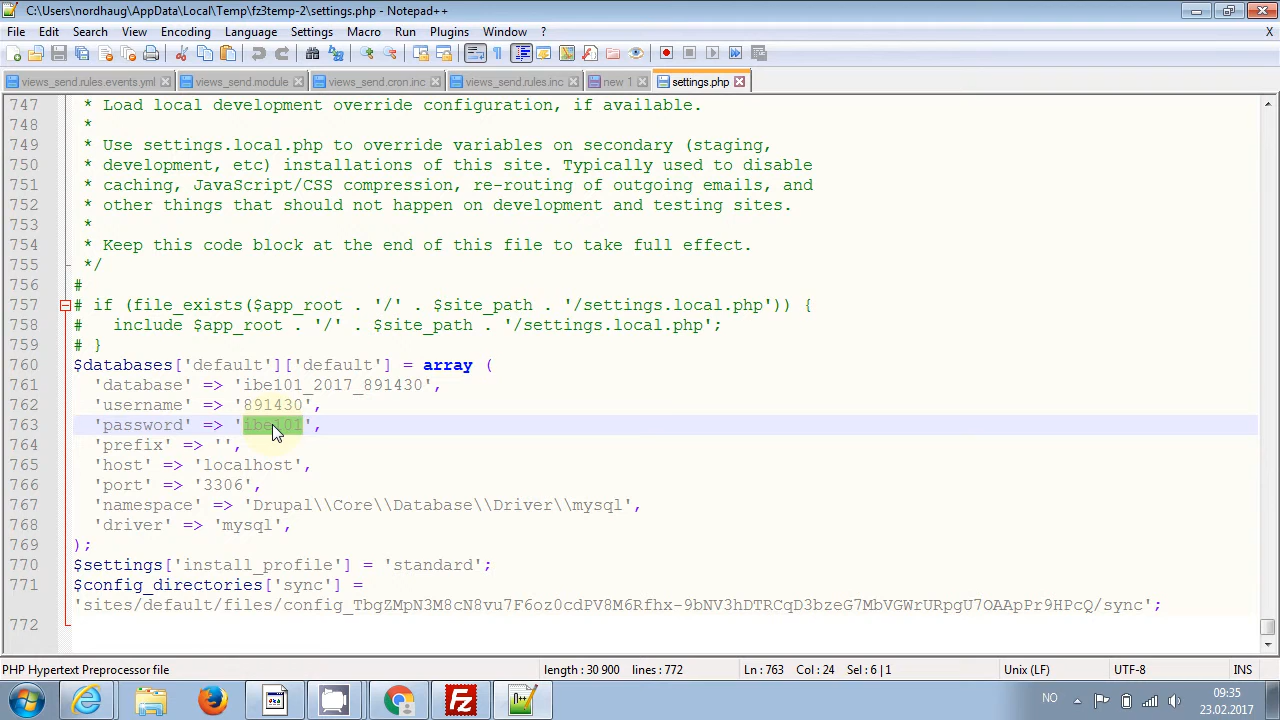 C:\Users\nordhaug\AppData\Local\Temp\fz3temp-2\settings.php - Notepad++
File Edit Search View Encoding Language Settings Macro Run Plugins Window ? X
views_send.rules.events.yml views_send.module views_send.cron.inc views_send.rules.inc new 1 settings.php
747 * Load local development override configuration, if available.
748 *
749 * Use settings.local.php to override variables on secondary (staging,
750 * development, etc) installations of this site. Typically used to disable
751 * caching, JavaScript/CSS compression, re-routing of outgoing emails, and
752 * other things that should not happen on development and testing sites.
753 *
754 * Keep this code block at the end of this file to take full effect.
755 */
756 #
757 # if (file_exists($app_root . '/' . $site_path . '/settings.local.php')) {
758 #   include $app_root . '/' . $site_path . '/settings.local.php';
759 # }
760 $databases['default']['default'] = array (
761   'database' => 'ibe101_2017_891430',
762   'username' => '891430',
763   'password' => 'ibe101',
764   'prefix' => '',
765   'host' => 'localhost',
766   'port' => '3306',
767   'namespace' => 'Drupal\\Core\\Database\\Driver\\mysql',
768   'driver' => 'mysql',
769 );
770 $settings['install_profile'] = 'standard';
771 $config_directories['sync'] =
'sites/default/files/config_TbgZMpN3M8cN8vu7F6oz0cdPV8M6Rfhx-9bNV3hDTRCqD3bzeG7MbVGWrURpgU7OAApPr9HPcQ/sync';
772
PHP Hypertext Preprocessor file length : 30 900 lines : 772 Ln : 763 Col : 24 Sel : 6 | 1 Unix (LF) UTF-8 INS
NO 09:35
23.02.2017